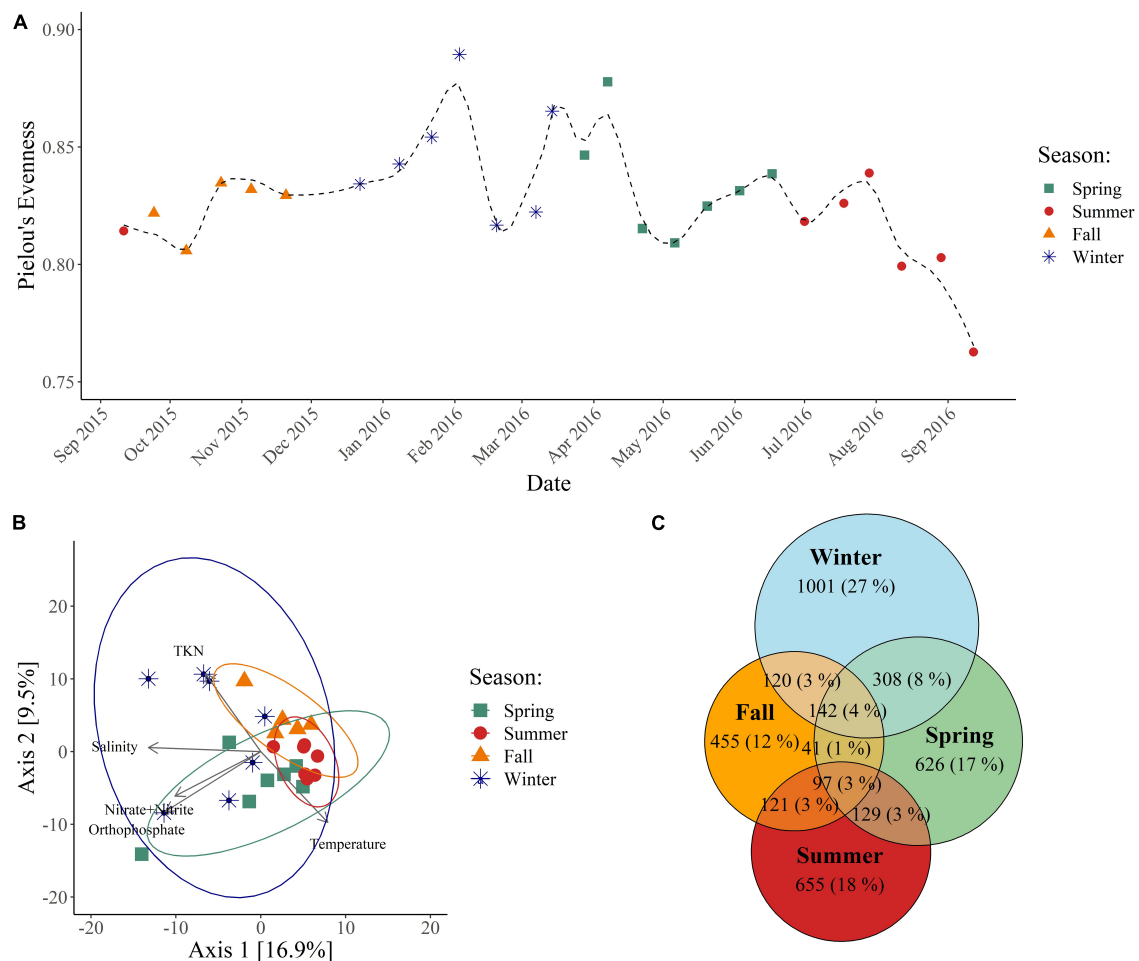 A
0.90
0.85
0.80
0.75
Pielou's Evenness
Sep 2015
Oct 2015
Nov 2015
Dec 2015
Jan 2016
Feb 2016
Mar 2016
Apr 2016
May 2016
Jun 2016
Jul 2016
Aug 2016
Sep 2016
Date
Season:
Spring
Summer
Fall
Winter
B
20
10
0
-10
-20
Axis 2 [9.5%]
TKN
Salinity
Nitrate+Nitrite
Orthophosphate
Temperature
-20
-10
0
10
20
Axis 1 [16.9%]
Season:
Spring
Summer
Fall
Winter
C
Winter
1001 (27 %)
120 (3 %)
308 (8 %)
142 (4 %)
Fall
455 (12 %)
41 (1 %)
Spring
626 (17 %)
97 (3 %)
121 (3 %)
129 (3 %)
Summer
655 (18 %)